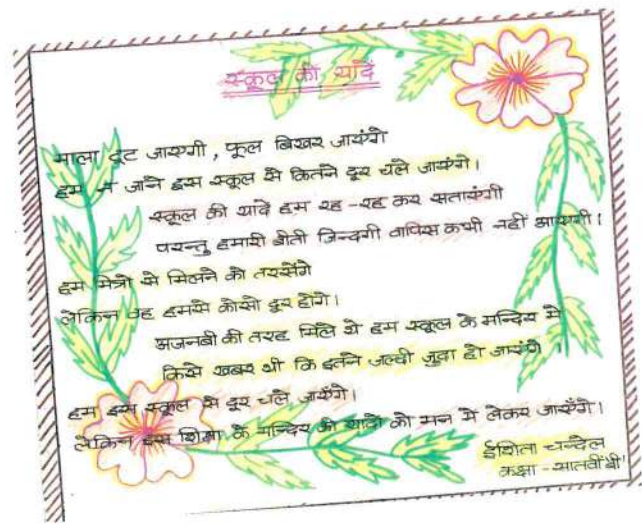 स्कूल की यादें
माला टूट जाएगी, फूल बिखर जाएंगे
हम न जाने इस स्कूल से कितने दूर चले जाएंगे।
स्कूल की यादे हम रह-रह कर सताएंगी
परन्तु हमारी बीती जिन्दगी वापिस कभी नहीं आएगी।
हम मित्रो से मिलने को तरसेंगे
लेकिन वह हमसे कोसो दूर होंगे।
अजनबी की तरह मिले थे हम स्कूल के मन्दिर मे
किसे खबर थी कि इतने जल्दी जुदा हो जाएंगे
हम इस स्कूल से दूर चले जाएँगे।
लेकिन इस शिक्षा के मन्दिर की यादो को मन मे लेकर जाएँगे।
ईशिता चन्देल
कक्षा - सातवीं बी